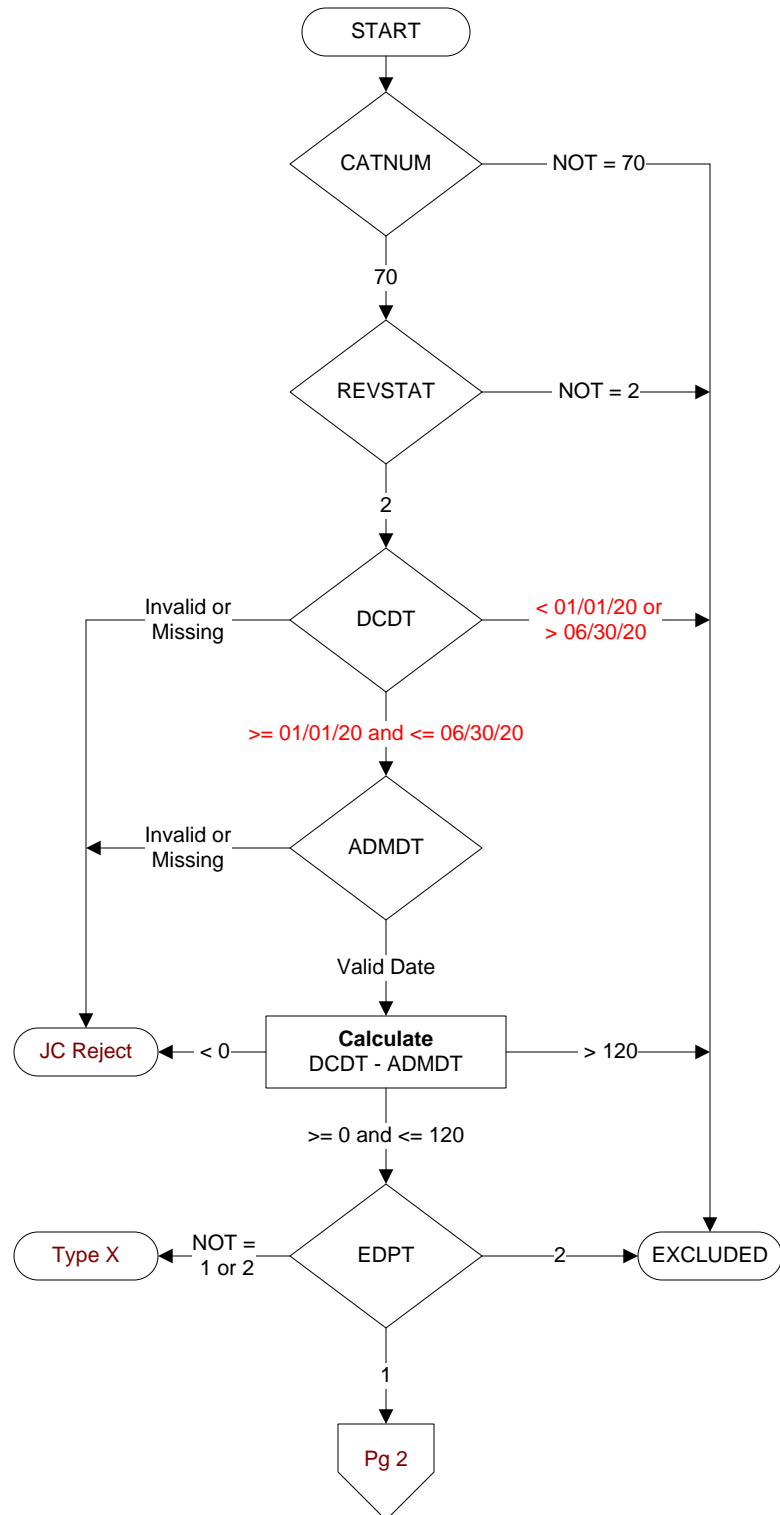 START
CATNUM
NOT = 70
70
REVSTAT
NOT = 2
2
Invalid or
Missing
DCDT
< 01/01/20 or
> 06/30/20
>= 01/01/20 and <= 06/30/20
Invalid or
Missing
ADMDT
Valid Date
JC Reject
< 0
Calculate
DCDT - ADMDT
> 120
>= 0 and <= 120
Type X
NOT =
1 or 2
EDPT
2
EXCLUDED
1
Pg 2